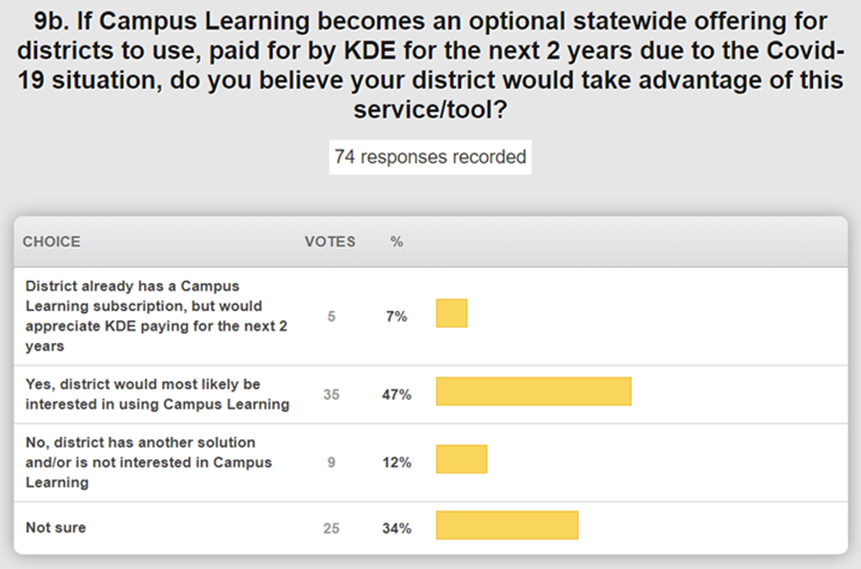 9b. If Campus Learning becomes an optional statewide offering for
districts to use, paid for by KDE for the next 2 years due to the Covid-
19 situation, do you believe your district would take advantage of this
service/tool?
74 responses recorded
CHOICE VOTES %
District already has a Campus
Learning subscription, but would
appreciate KDE paying for the next 2
years
5 7%
Yes, district would most likely be
interested in using Campus Learning
35 47%
No, district has another solution
and/or is not interested in Campus
Learning
9 12%
Not sure 25 34%